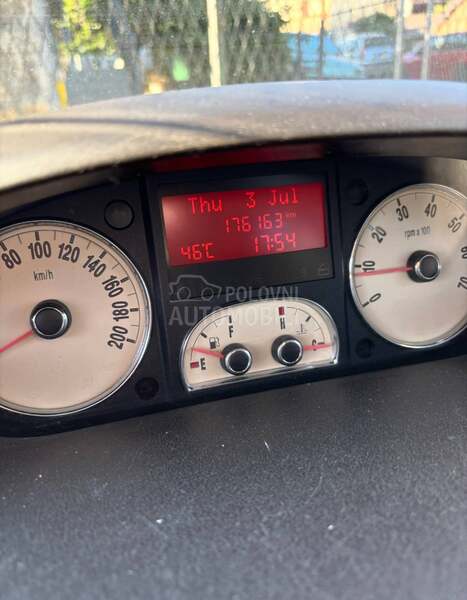 Thu 3 Jul
176163 km
46°C 17:54
80 100 120 140 160 180 200
km/h
0 10 20 30 40 50
rpm x 100
F
E
H
C
POLOVNI
AUTOMOBILI